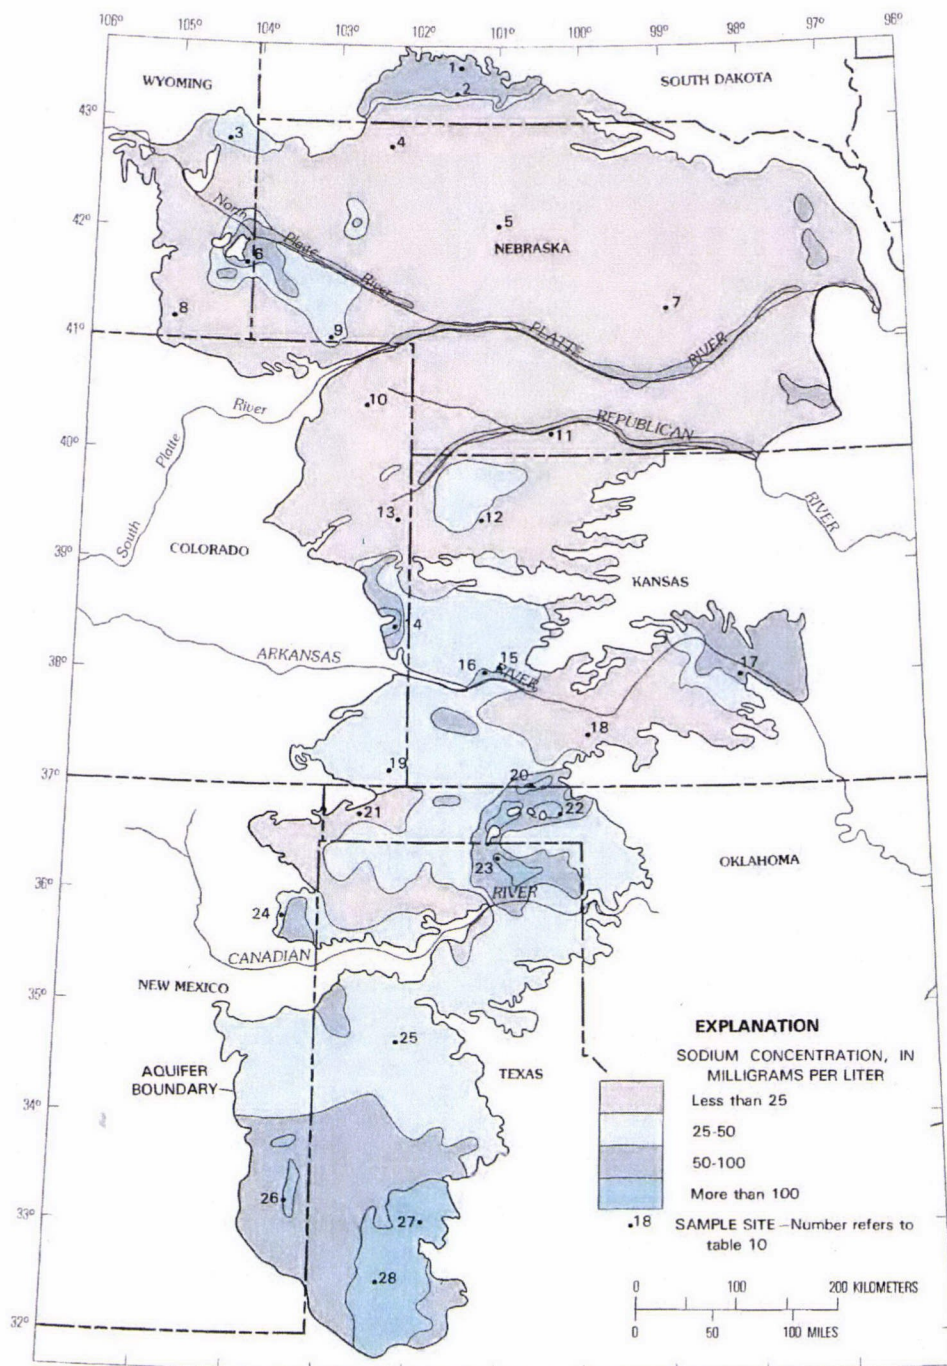 106° 105° 104° 103° 102° 101° 100° 99° 98° 97° 96°
WYOMING
SOUTH DAKOTA
1
2
43°
3
4
42°
North Platte River
5
NEBRASKA
6
7
8
41°
9
PLATTE RIVER
10
South Platte River
REPUBLICAN RIVER
11
40°
13
12
COLORADO
39°
KANSAS
4
ARKANSAS RIVER
38°
16
15
17
18
19
37°
20
21
22
OKLAHOMA
23
36°
24
CANADIAN RIVER
NEW MEXICO
35°
25
AQUIFER
BOUNDARY
TEXAS
34°
26
33°
27
28
32°
EXPLANATION
SODIUM CONCENTRATION, IN
MILLIGRAMS PER LITER
Less than 25
25-50
50-100
More than 100
•18 SAMPLE SITE—Number refers to
table 10
0 100 200 KILOMETERS
0 50 100 MILES